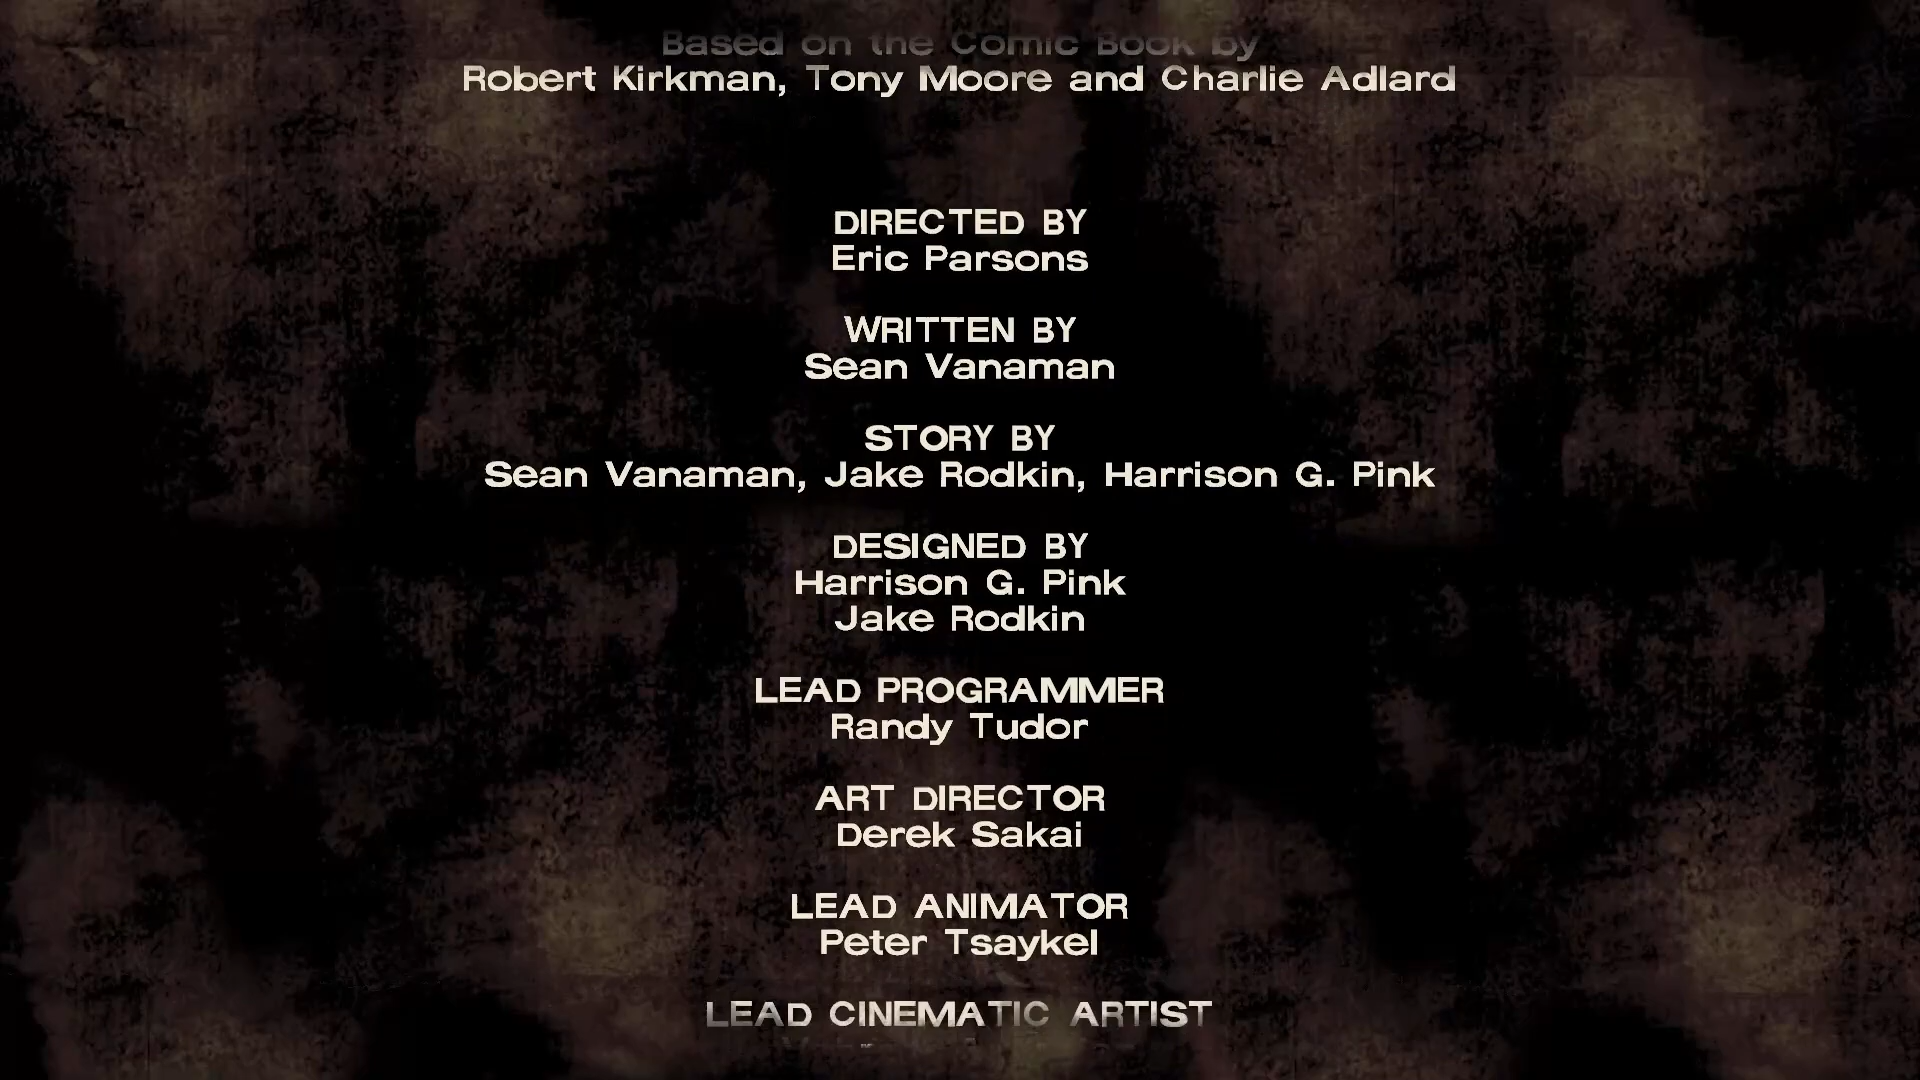 Based on the Comic Book by
Robert Kirkman, Tony Moore and Charlie Adlard
DIRECTED BY
Eric Parsons
WRITTEN BY
Sean Vanaman
STORY BY
Sean Vanaman, Jake Rodkin, Harrison G. Pink
DESIGNED BY
Harrison G. Pink
Jake Rodkin
LEAD PROGRAMMER
Randy Tudor
ART DIRECTOR
Derek Sakai
LEAD ANIMATOR
Peter Tsaykel
LEAD CINEMATIC ARTIST